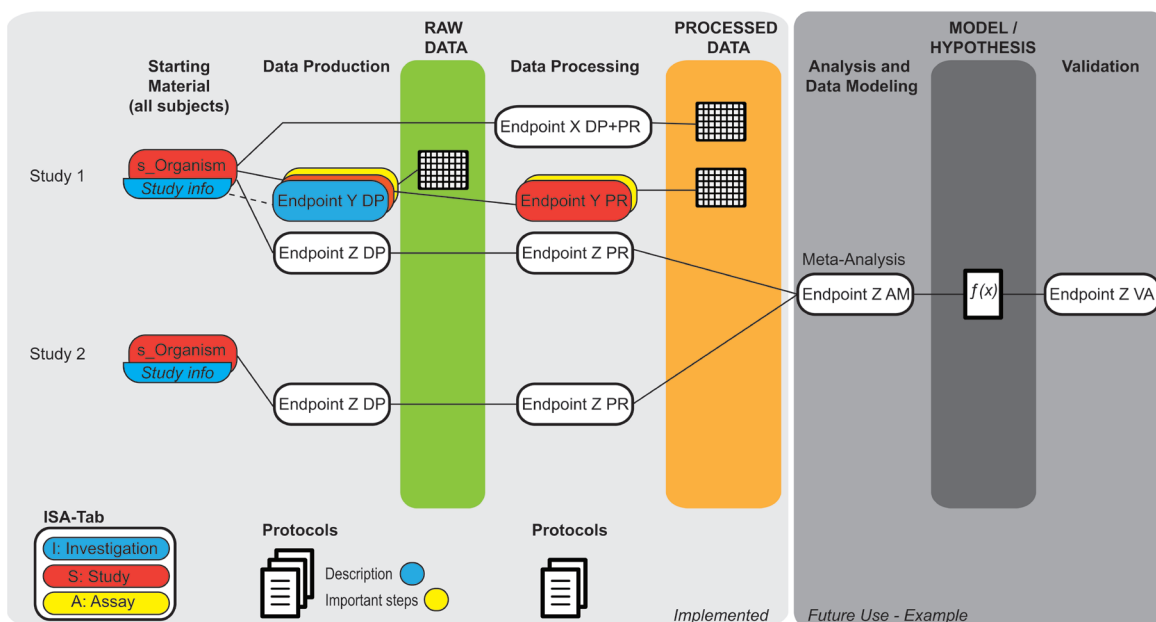 RAW
DATA
PROCESSED
DATA
MODEL /
HYPOTHESIS
Starting
Material
(all subjects)
Data Production
Data Processing
Analysis and
Data Modeling
Validation
Study 1
s_Organism
Study info
Endpoint X DP+PR
Endpoint Y DP
Endpoint Y PR
Endpoint Z DP
Endpoint Z PR
Meta-Analysis
Endpoint Z AM
ƒ(x)
Endpoint Z VA
Study 2
s_Organism
Study info
Endpoint Z DP
Endpoint Z PR
ISA-Tab
I: Investigation
S: Study
A: Assay
Protocols
Description
Important steps
Protocols
Implemented
Future Use - Example